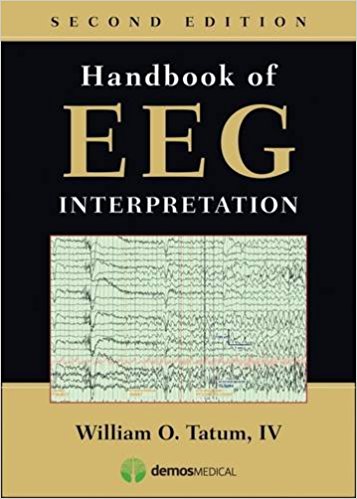 SECOND EDITION
Handbook of
EEG
INTERPRETATION
William O. Tatum, IV
demosMEDICAL